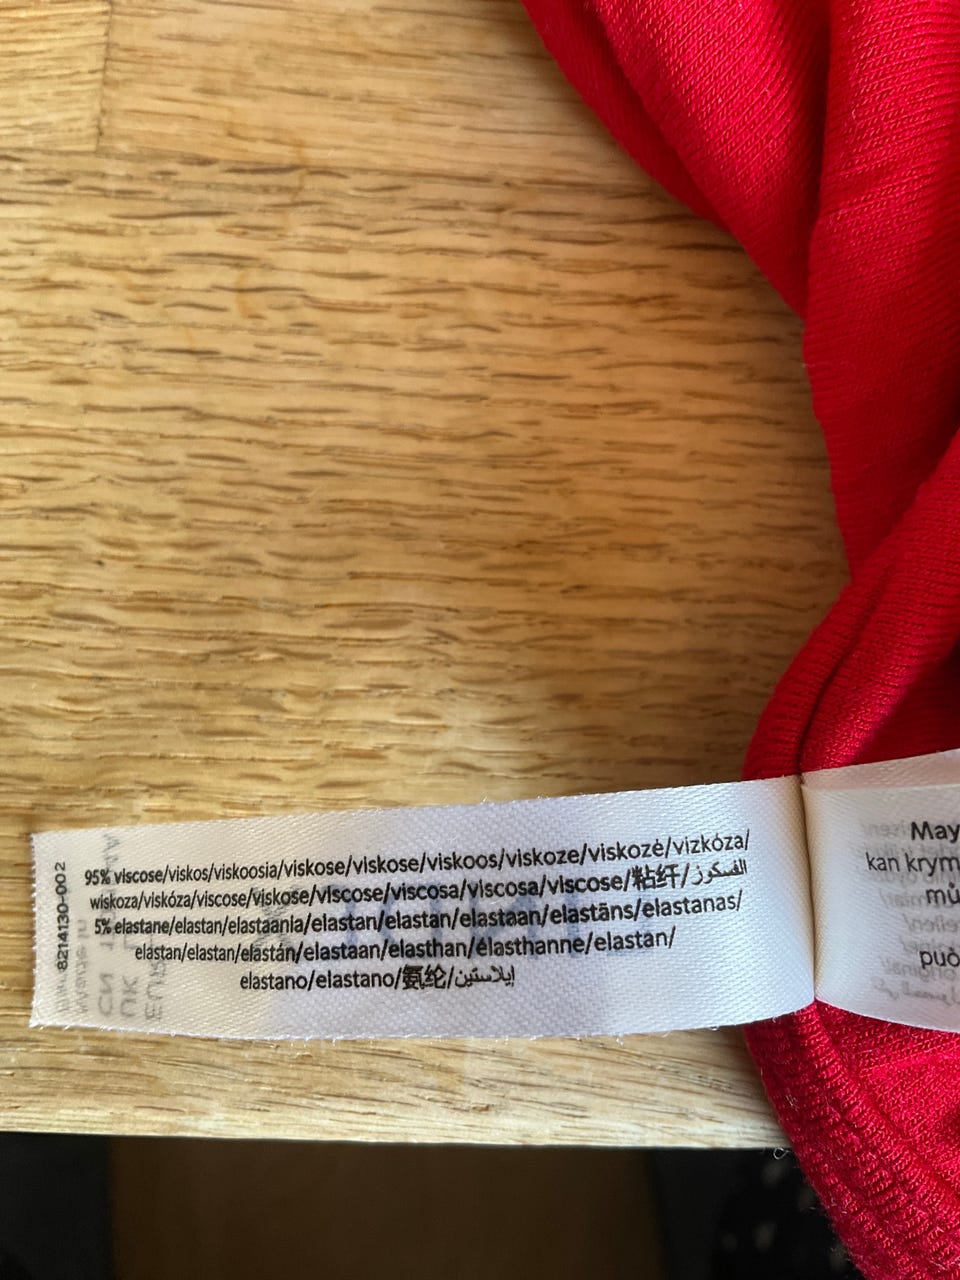 95% viscose/viskos/viskoosia/viskose/viskose/viskoos/viskoze/viskozė/vizkóza/
wiskoza/viskóza/viscose/viskose/viscose/viscosa/viscosa/viscose/粘纤/الفسكوز
5% elastane/elastan/elastaania/elastan/elastan/elastaan/elastāns/elastanas/
elastan/elastan/elastán/elastaan/elasthan/élasthanne/elastan/
elastano/elastano/氨纶/إيلاستين
8214130-002
May
kan krym
mů
può